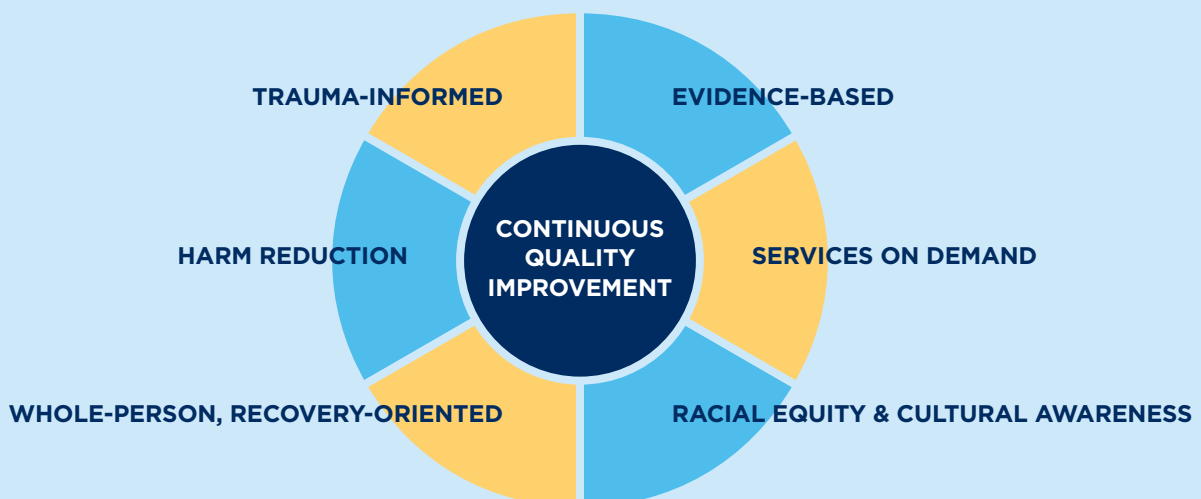 TRAUMA-INFORMED
EVIDENCE-BASED
HARM REDUCTION
CONTINUOUS
QUALITY
IMPROVEMENT
SERVICES ON DEMAND
WHOLE-PERSON, RECOVERY-ORIENTED
RACIAL EQUITY & CULTURAL AWARENESS